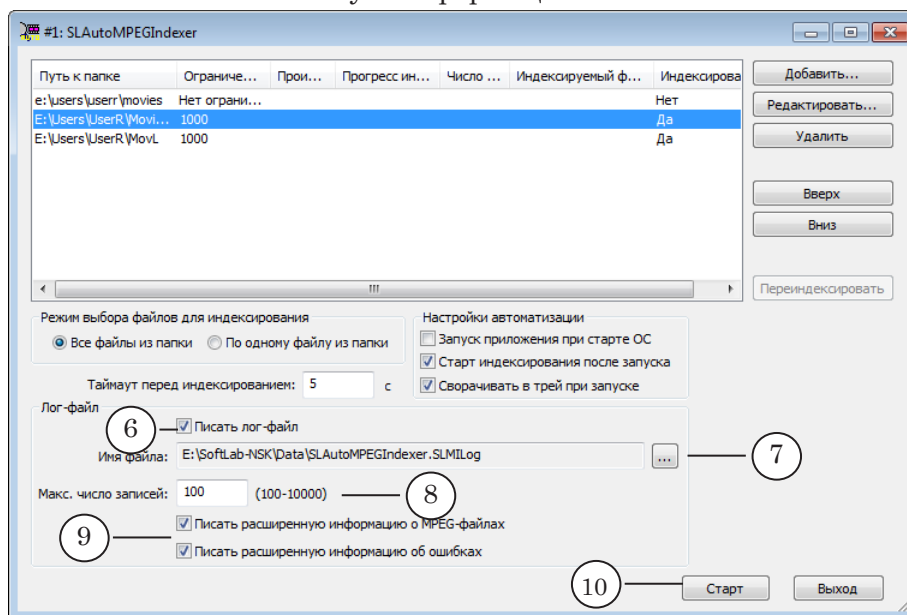 #1: SLAutoMPEGIndexer
Путь к папке Ограниче... Прои... Прогресс ин... Число ... Индексируемый ф... Индексирова
e:\users\userr\movies Нет ограни... Нет
E:\Users\UserR\Movi... 1000 Да
E:\Users\UserR\MovL 1000 Да
Добавить...
Редактировать...
Удалить
Вверх
Вниз
Переиндексировать
Режим выбора файлов для индексирования
Все файлы из папки По одному файлу из папки
Таймаут перед индексированием: 5 с
Настройки автоматизации
Запуск приложения при старте ОС
Старт индексирования после запуска
Сворачивать в трей при запуске
Лог-файл
6 Писать лог-файл
Имя файла: E:\SoftLab-NSK\Data\SLAutoMPEGIndexer.SLMILog ... 7
Макс. число записей: 100 (100-10000) 8
9
Писать расширенную информацию о MPEG-файлах
Писать расширенную информацию об ошибках
10 Старт Выход